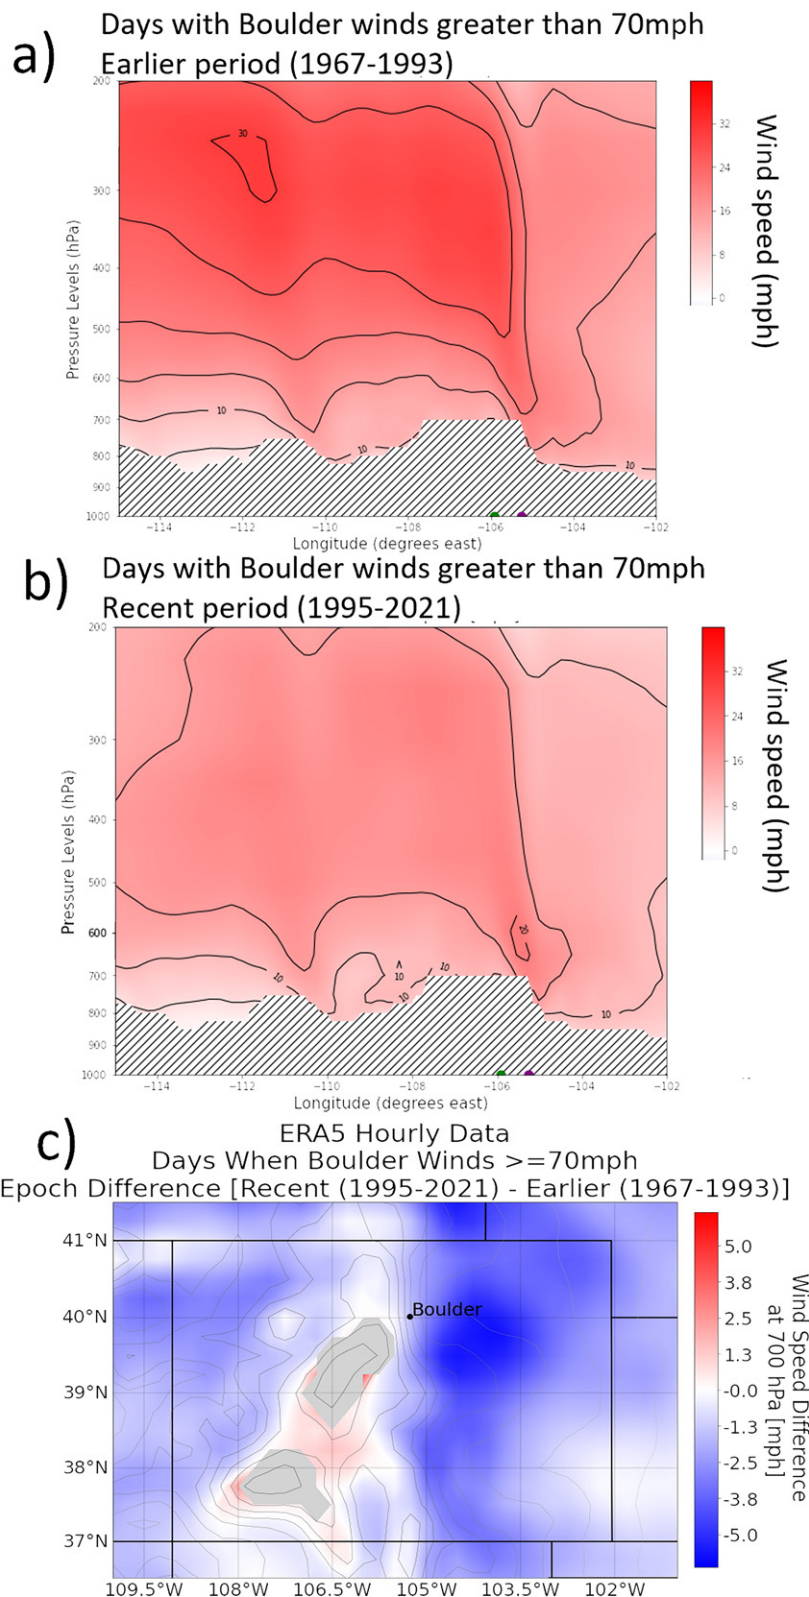 a)
Days with Boulder winds greater than 70mph
Earlier period (1967-1993)
200
300
400
500
600
700
800
900
1000
Pressure Levels (hPa)
30
10
10
10
−114
−112
−110
−108
−106
−104
−102
Longitude (degrees east)
32
24
16
8
0
Wind speed (mph)
b)
Days with Boulder winds greater than 70mph
Recent period (1995-2021)
200
300
400
500
600
700
800
900
1000
Pressure Levels (hPa)
20
10
10
10
10
10
−114
−112
−110
−108
−106
−104
−102
Longitude (degrees east)
32
24
16
8
0
Wind speed (mph)
c)
ERA5 Hourly Data
Days When Boulder Winds >=70mph
Epoch Difference [Recent (1995-2021) - Earlier (1967-1993)]
41°N
40°N
39°N
38°N
37°N
Boulder
109.5°W
108°W
106.5°W
105°W
103.5°W
102°W
5.0
3.8
2.5
1.3
-0.0
-1.3
-2.5
-3.8
-5.0
Wind Speed Difference
at 700 hPa [mph]